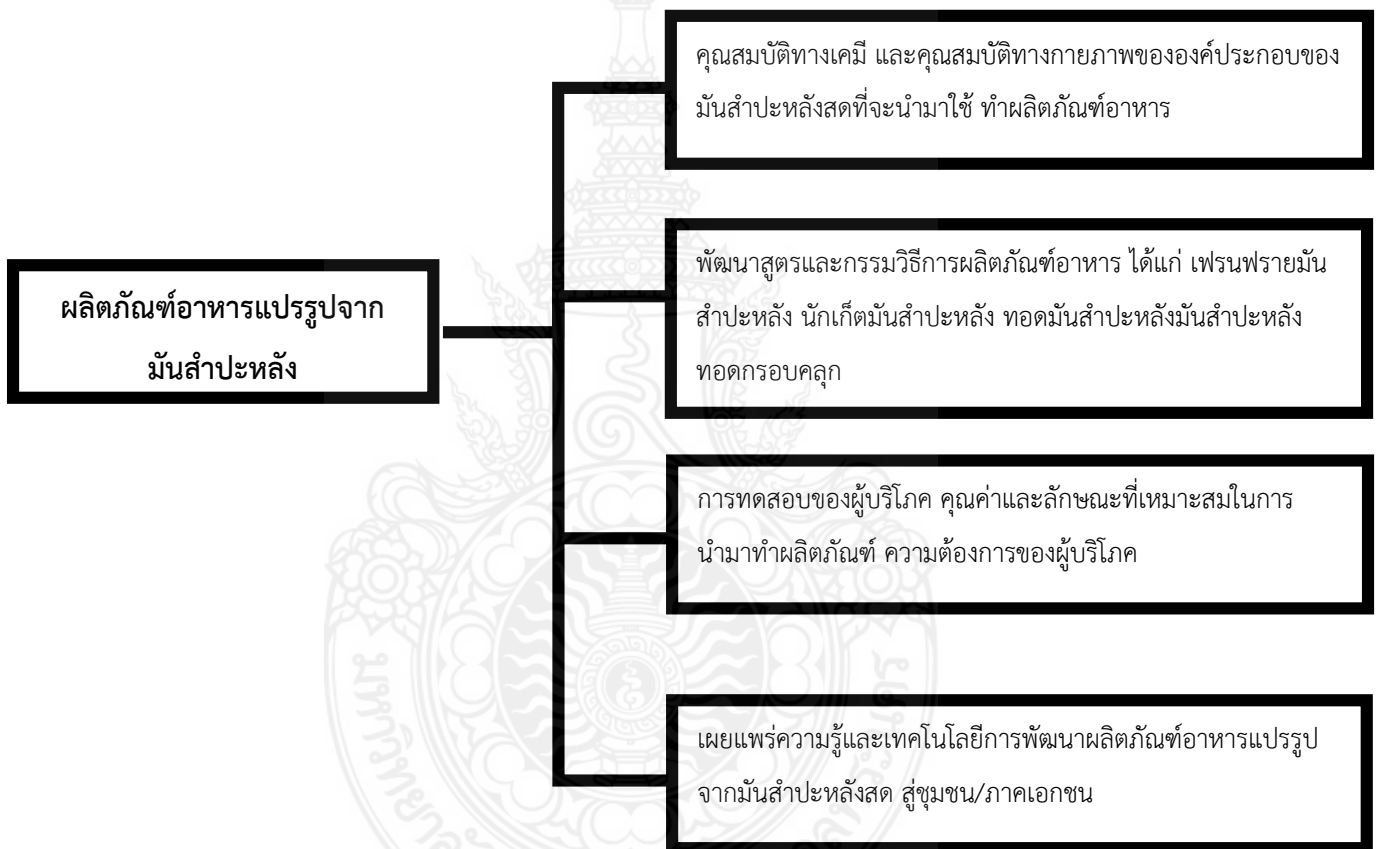 ผลิตภัณฑ์อาหารแปรรูปจาก
มันสำปะหลัง
คุณสมบัติทางเคมี และคุณสมบัติทางกายภาพขององค์ประกอบของ
มันสำปะหลังสดที่จะนำมาใช้ ทำผลิตภัณฑ์อาหาร
พัฒนาสูตรและกรรมวิธีการผลิตภัณฑ์อาหาร ได้แก่ เฟรนฟรายมัน
สำปะหลัง นักเก็ตมันสำปะหลัง ทอดมันสำปะหลังมันสำปะหลัง
ทอดกรอบคลุก
การทดสอบของผู้บริโภค คุณค่าและลักษณะที่เหมาะสมในการ
นำมาทำผลิตภัณฑ์ ความต้องการของผู้บริโภค
เผยแพร่ความรู้และเทคโนโลยีการพัฒนาผลิตภัณฑ์อาหารแปรรูป
จากมันสำปะหลังสด สู่ชุมชน/ภาคเอกชน